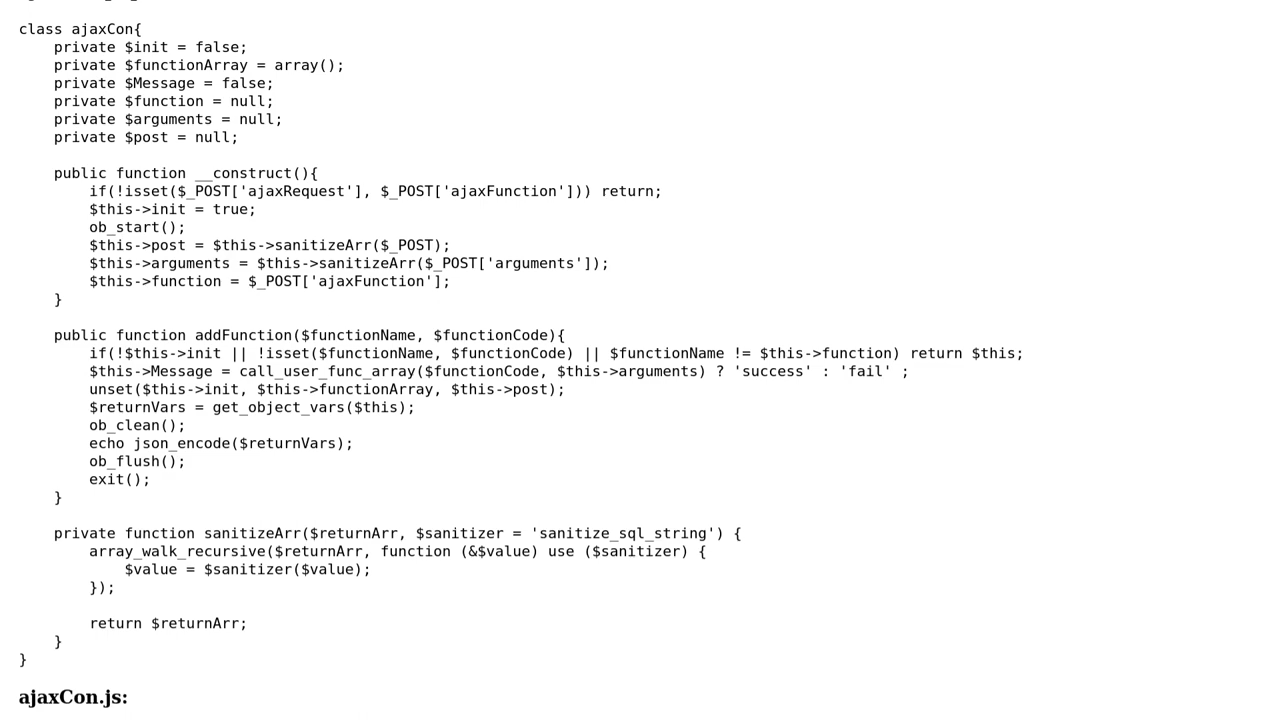 class ajaxCon{
    private $init = false;
    private $functionArray = array();
    private $Message = false;
    private $function = null;
    private $arguments = null;
    private $post = null;

    public function __construct(){
        if(!isset($_POST['ajaxRequest'], $_POST['ajaxFunction'])) return;
        $this->init = true;
        ob_start();
        $this->post = $this->sanitizeArr($_POST);
        $this->arguments = $this->sanitizeArr($_POST['arguments']);
        $this->function = $_POST['ajaxFunction'];
    }

    public function addFunction($functionName, $functionCode){
        if(!$this->init || !isset($functionName, $functionCode) || $functionName != $this->function) return $this;
        $this->Message = call_user_func_array($functionCode, $this->arguments) ? 'success' : 'fail' ;
        unset($this->init, $this->functionArray, $this->post);
        $returnVars = get_object_vars($this);
        ob_clean();
        echo json_encode($returnVars);
        ob_flush();
        exit();
    }

    private function sanitizeArr($returnArr, $sanitizer = 'sanitize_sql_string') {
        array_walk_recursive($returnArr, function (&$value) use ($sanitizer) {
            $value = $sanitizer($value);
        });

        return $returnArr;
    }
}
ajaxCon.js: